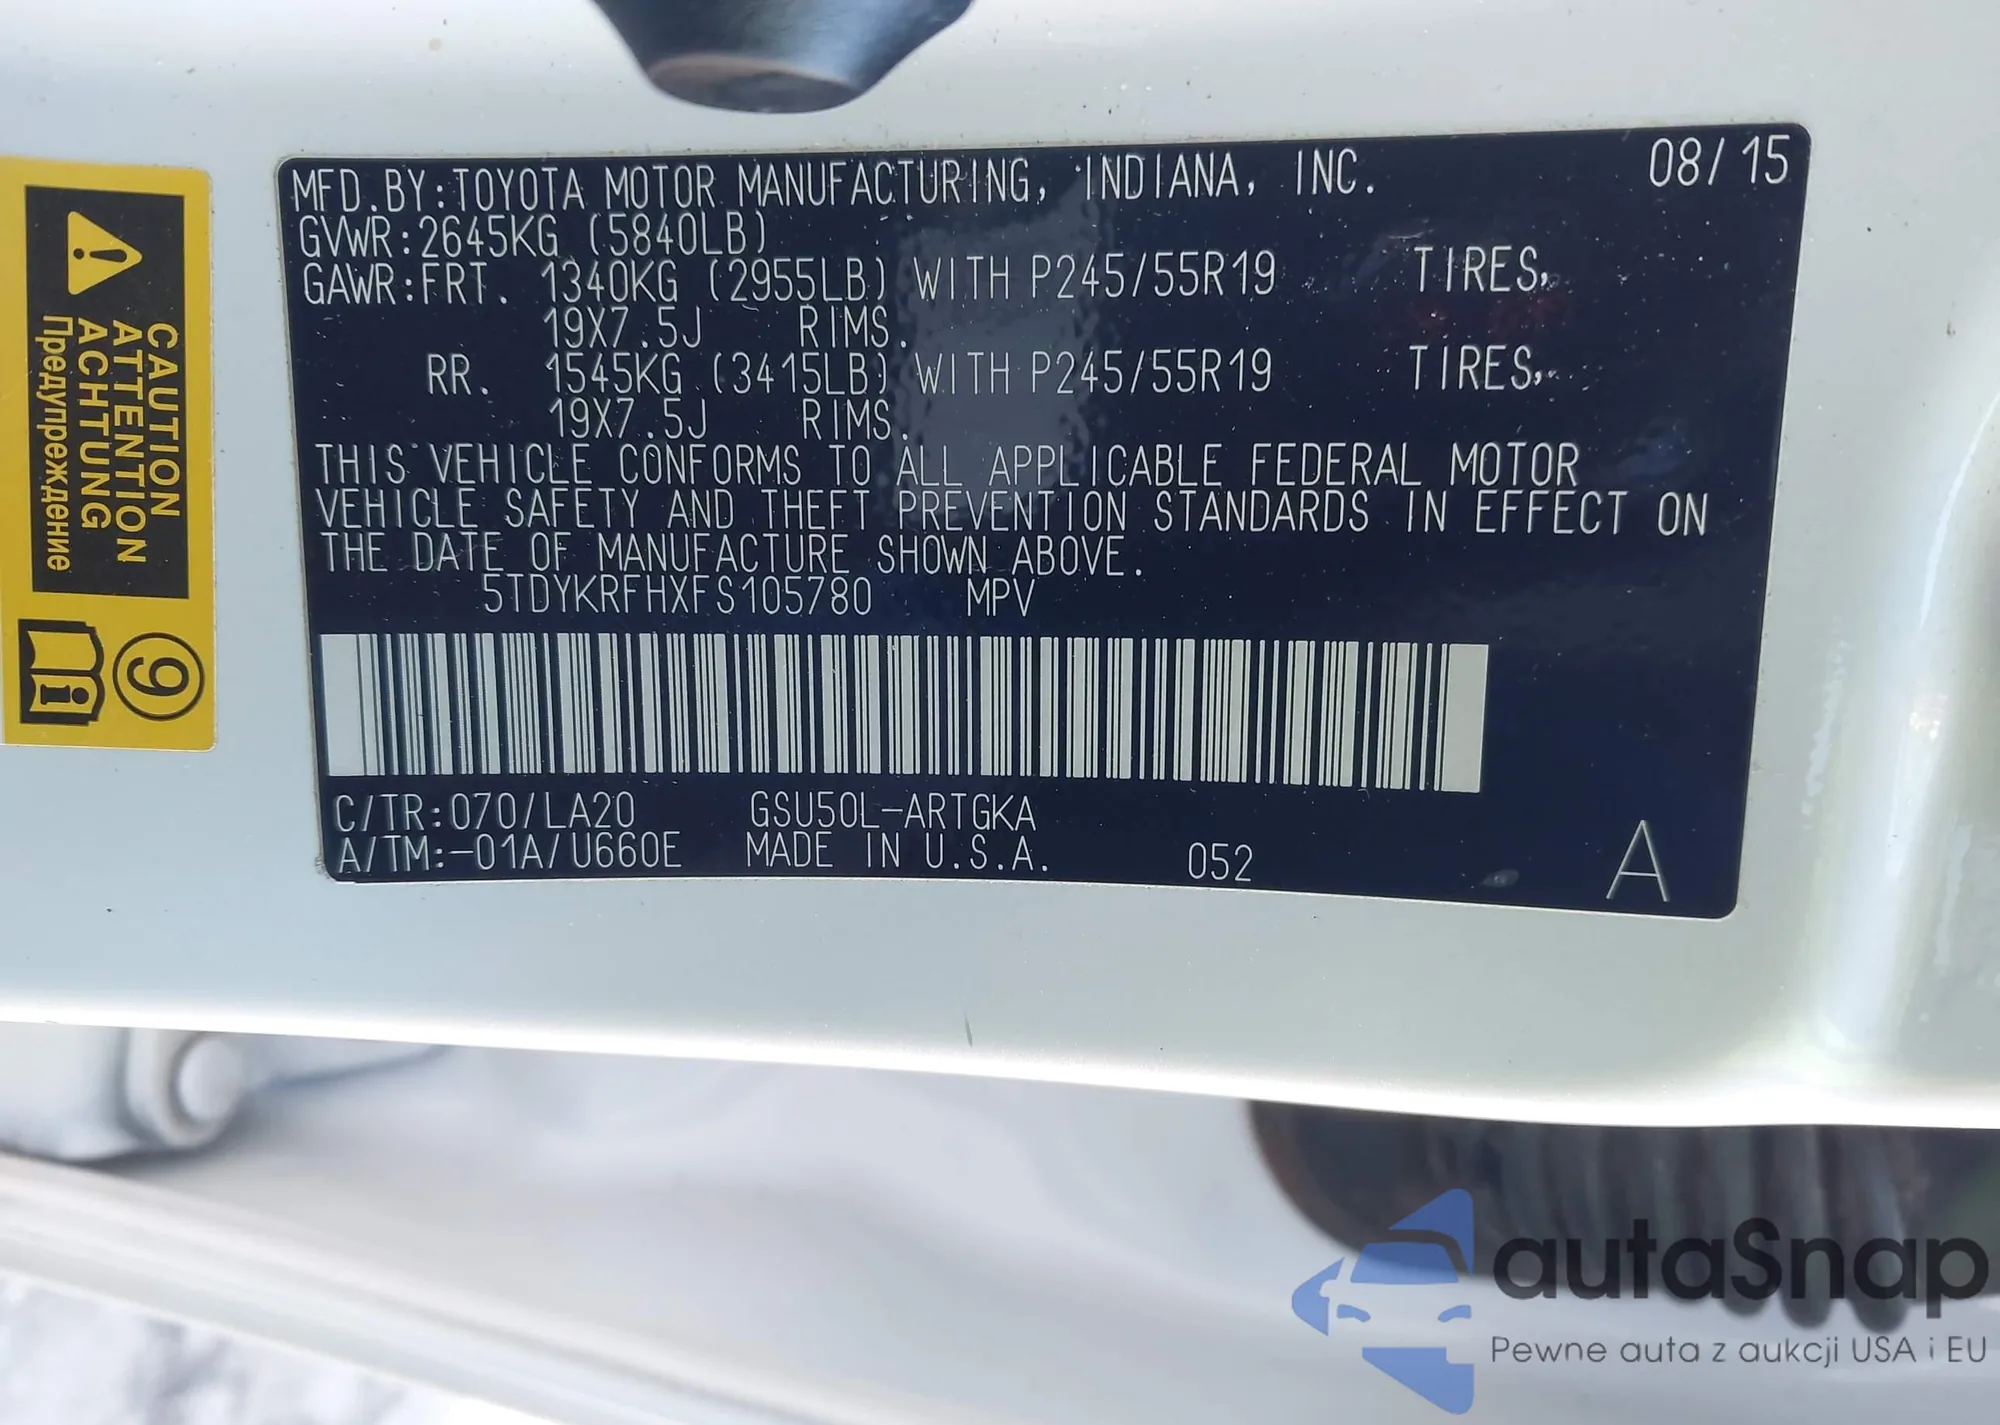 MFD.BY:TOYOTA MOTOR MANUFACTURING, INDIANA, INC. 08/15
GVWR:2645KG (5840LB)
GAWR:FRT. 1340KG (2955LB) WITH P245/55R19 TIRES,
19X7.5J RIMS.
RR. 1545KG (3415LB) WITH P245/55R19 TIRES,
19X7.5J RIMS.
THIS VEHICLE CONFORMS TO ALL APPLICABLE FEDERAL MOTOR
VEHICLE SAFETY AND THEFT PREVENTION STANDARDS IN EFFECT ON
THE DATE OF MANUFACTURE SHOWN ABOVE.
5TDYKRFHXFS105780 MPV
C/TR:070/LA20 GSU50L-ARTGKA
A/TM:-01A/U660E MADE IN U.S.A. 052 A
CAUTION
ATTENTION
ACHTUNG
Предупреждение
9
autaSnap
Pewne auta z aukcji USA i EU